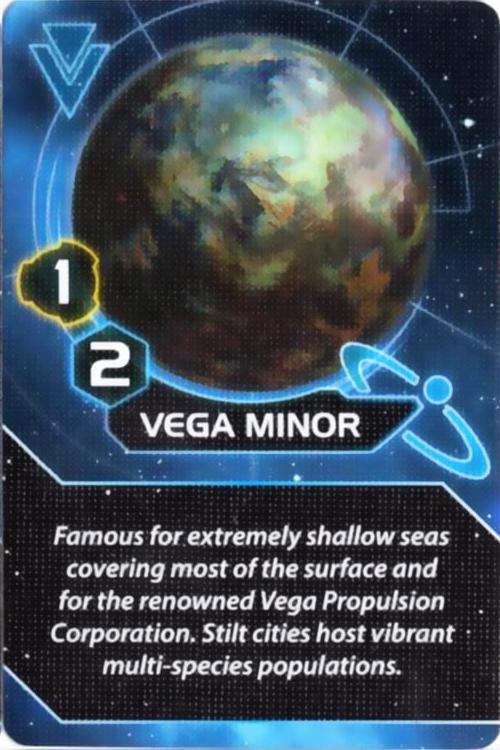 1
2
VEGA MINOR
Famous for extremely shallow seas
covering most of the surface and
for the renowned Vega Propulsion
Corporation. Stilt cities host vibrant
multi-species populations.